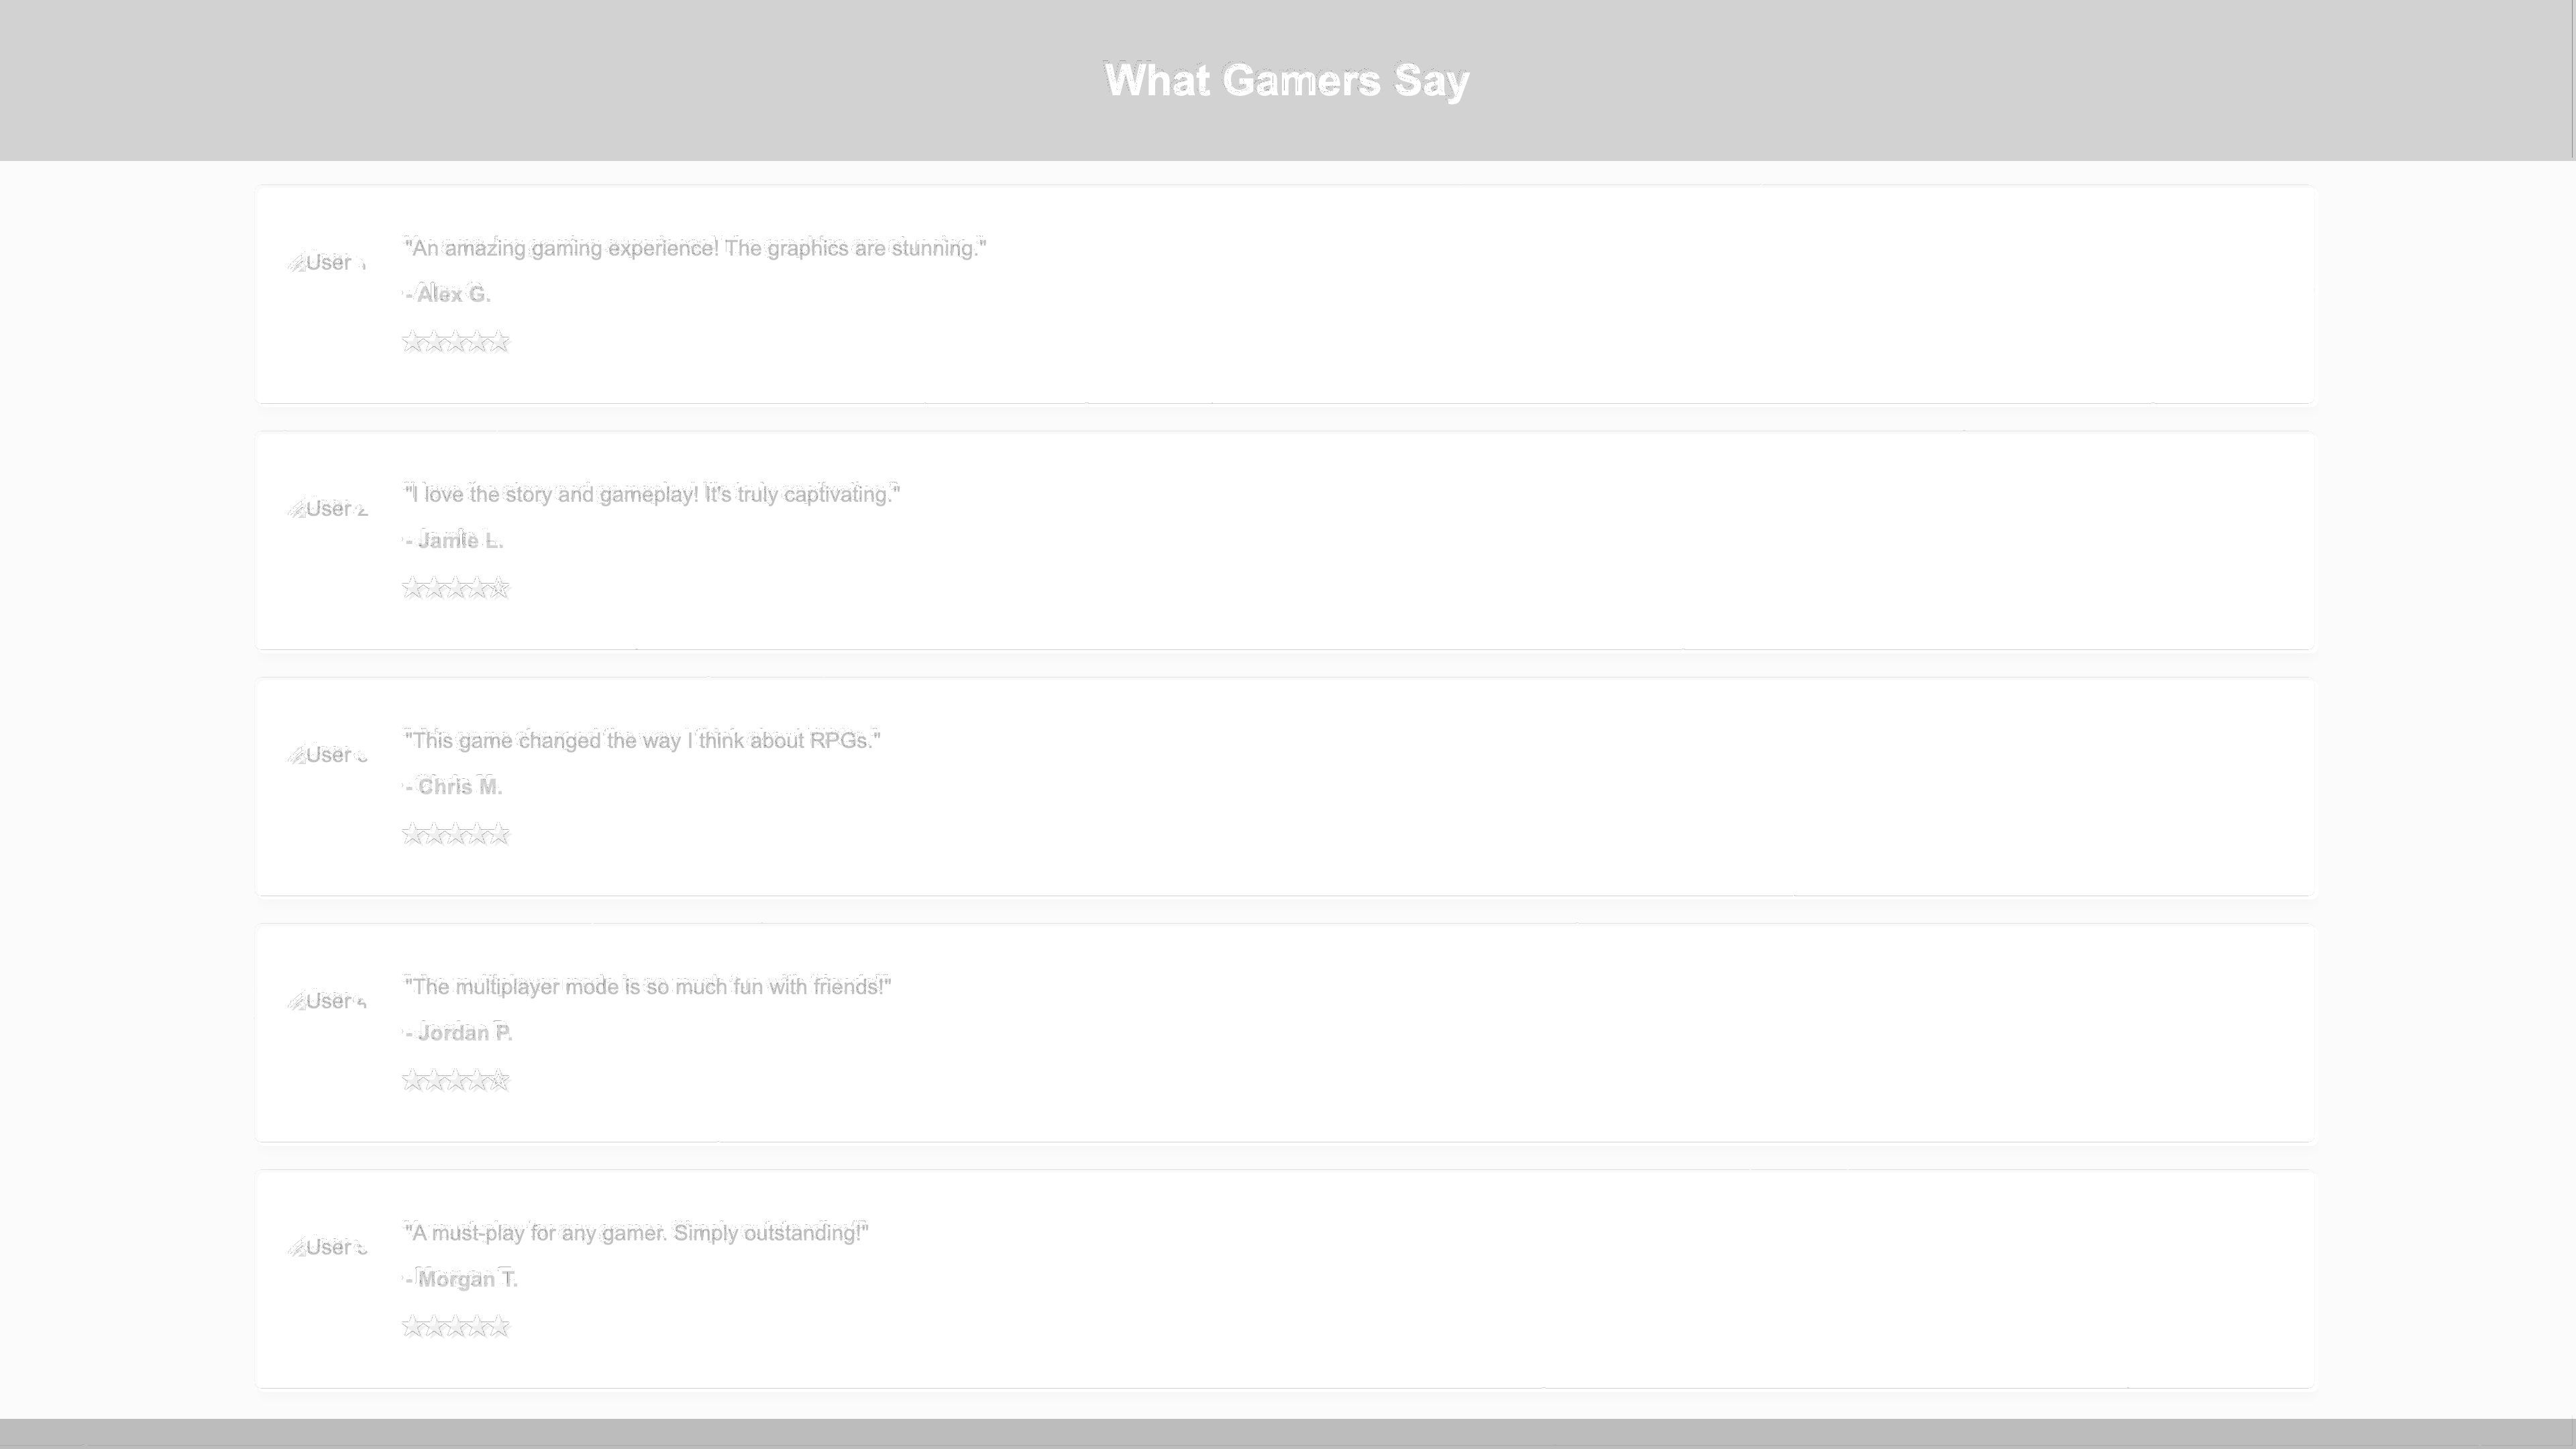 What Gamers Say
User 1
"An amazing gaming experience! The graphics are stunning."
- Alex G.
★★★★★
User 2
"I love the story and gameplay! It's truly captivating."
- Jamie L.
★★★★☆
User 3
"This game changed the way I think about RPGs."
- Chris M.
★★★★★
User 4
"The multiplayer mode is so much fun with friends!"
- Jordan P.
★★★★☆
User 5
"A must-play for any gamer. Simply outstanding!"
- Morgan T.
★★★★★